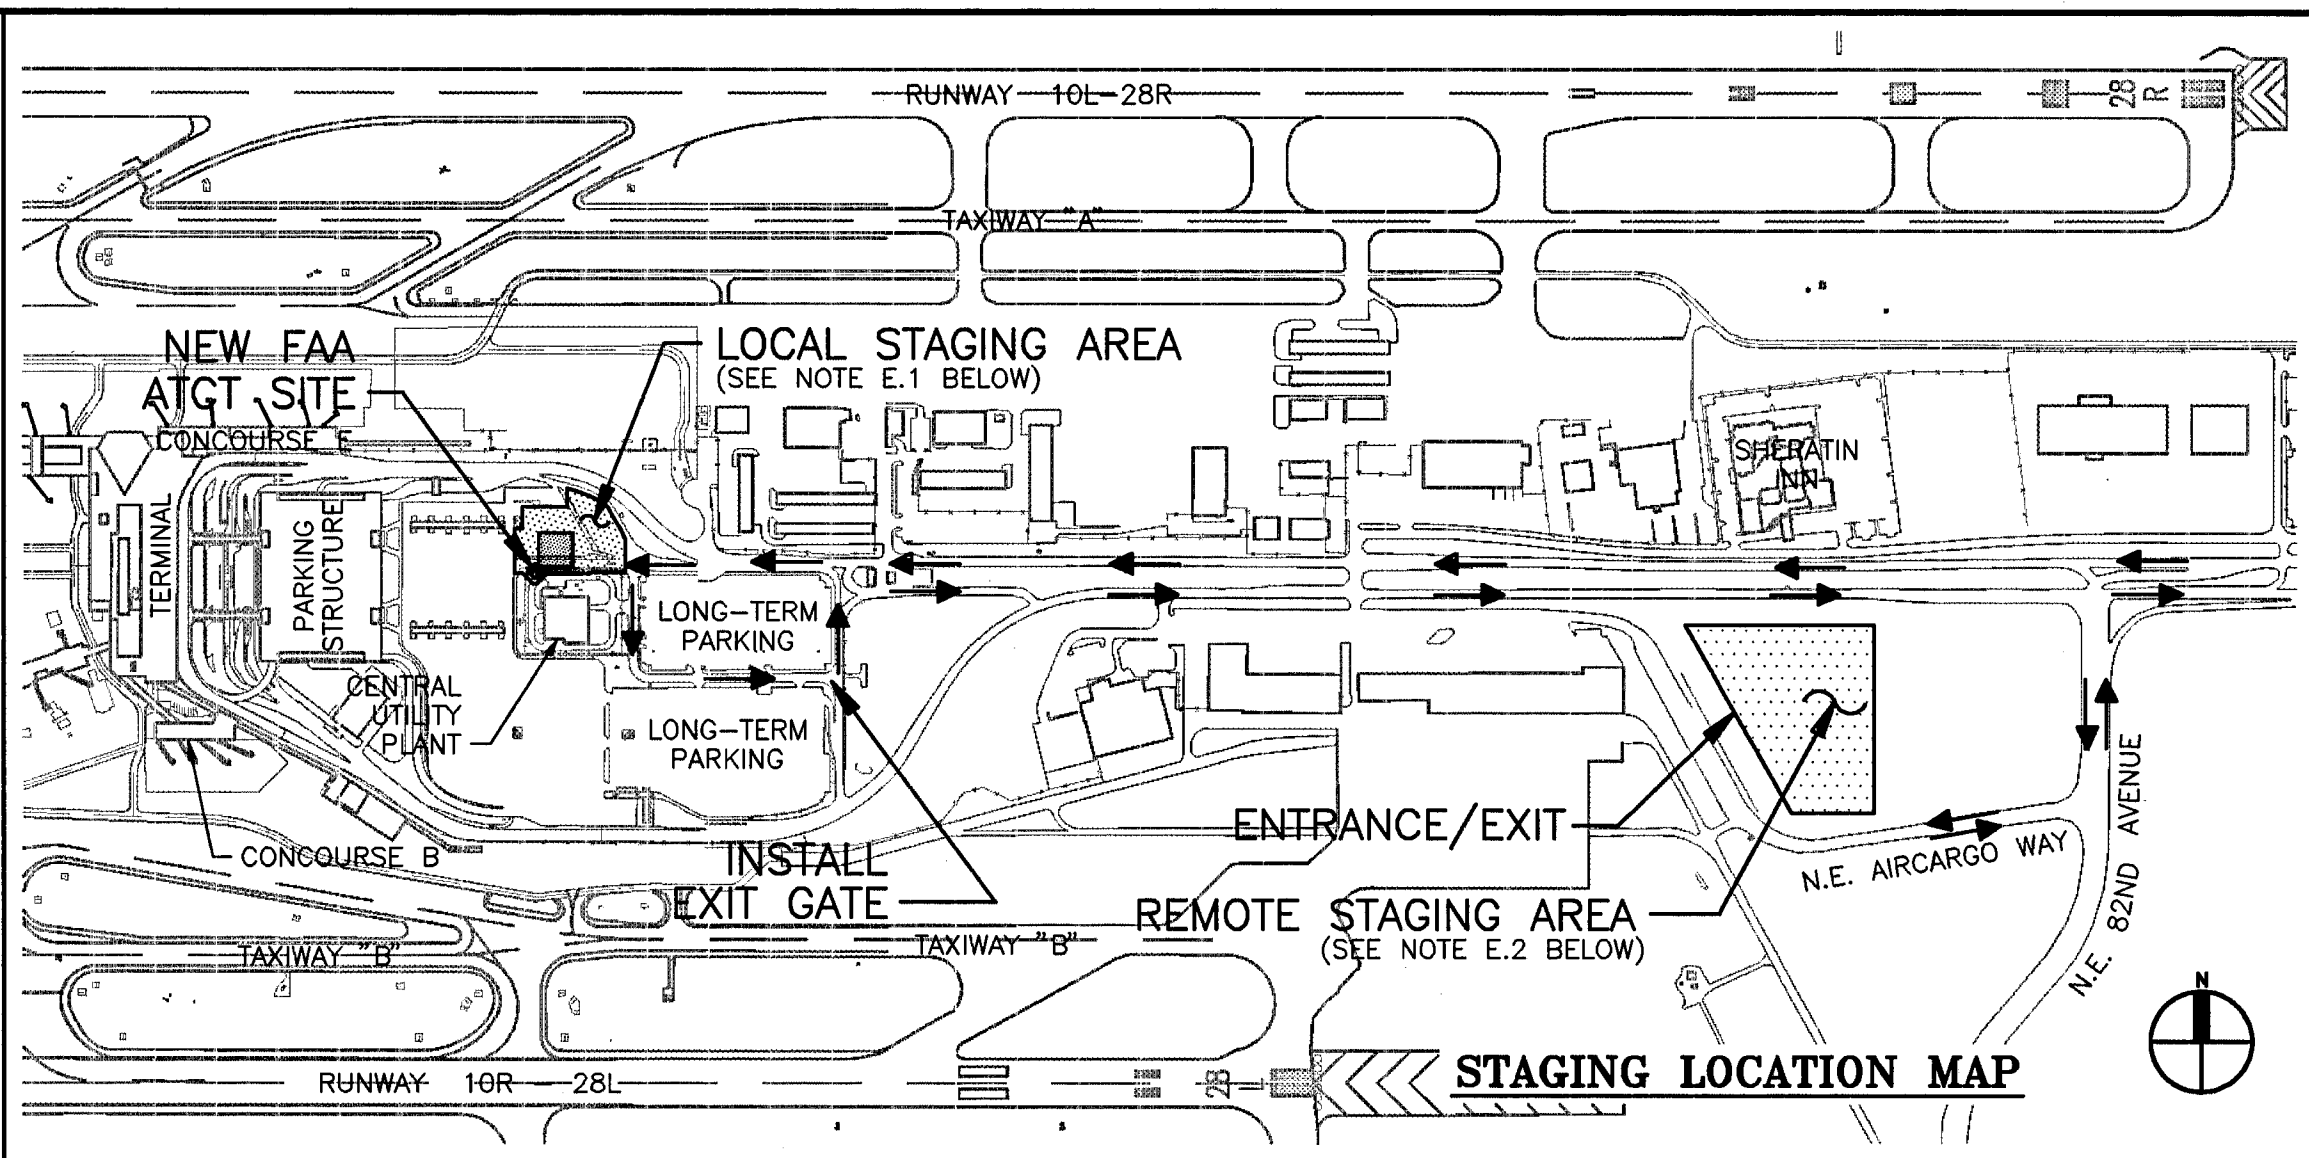 RUNWAY 10L-28R
28
R
TAXIWAY "A"
NEW FAA
ATCT SITE
LOCAL STAGING AREA
(SEE NOTE E.1 BELOW)
CONCOURSE E
SHERATIN
INN
TERMINAL
PARKING
STRUCTURE
LONG-TERM
PARKING
CENTRAL
UTILITY
PLANT
LONG-TERM
PARKING
CONCOURSE B
INSTALL
EXIT GATE
ENTRANCE/EXIT
N.E. AIRCARGO WAY
N.E. 82ND AVENUE
REMOTE STAGING AREA
(SEE NOTE E.2 BELOW)
TAXIWAY "B"
TAXIWAY "B"
N
RUNWAY 10R-28L
28
L
STAGING LOCATION MAP